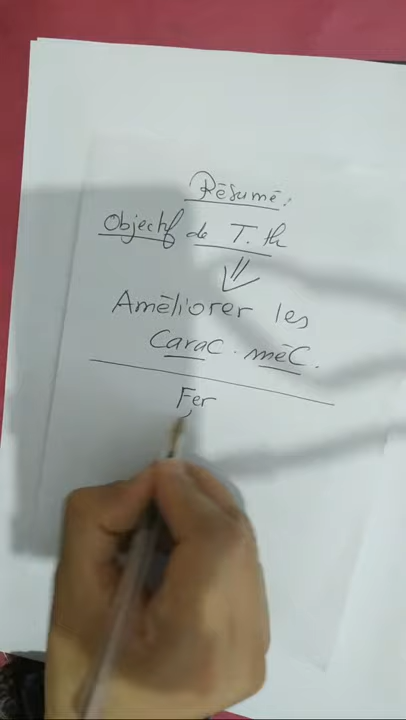 Résumé:
Objectif de T. th
⇓
Améliorer les
Carac. méc.
Fer